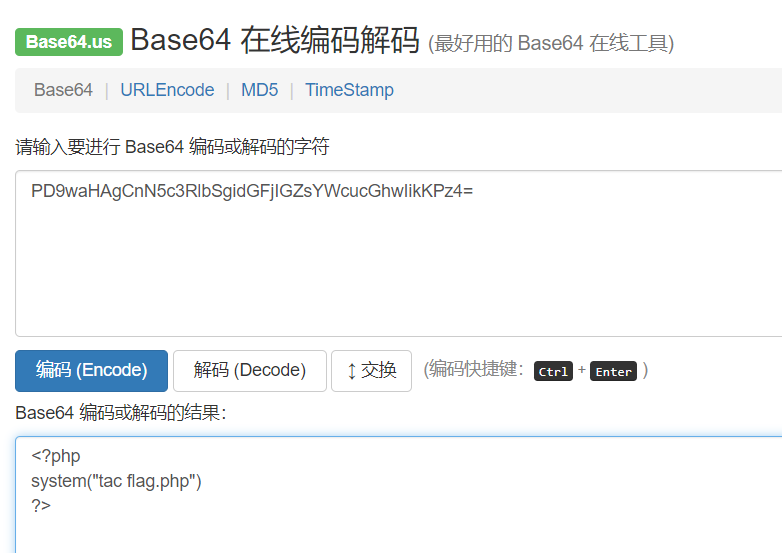 Base64.us Base64 在线编码解码 (最好用的 Base64 在线工具)
Base64 | URLEncode | MD5 | TimeStamp
请输入要进行 Base64 编码或解码的字符
PD9waHAgCnN5c3RlbSgidGFjIGZsYWcucGhwIikKPz4=
编码 (Encode) 解码 (Decode) ↕ 交换 (编码快捷键: Ctrl + Enter )
Base64 编码或解码的结果:
<?php
system("tac flag.php")
?>